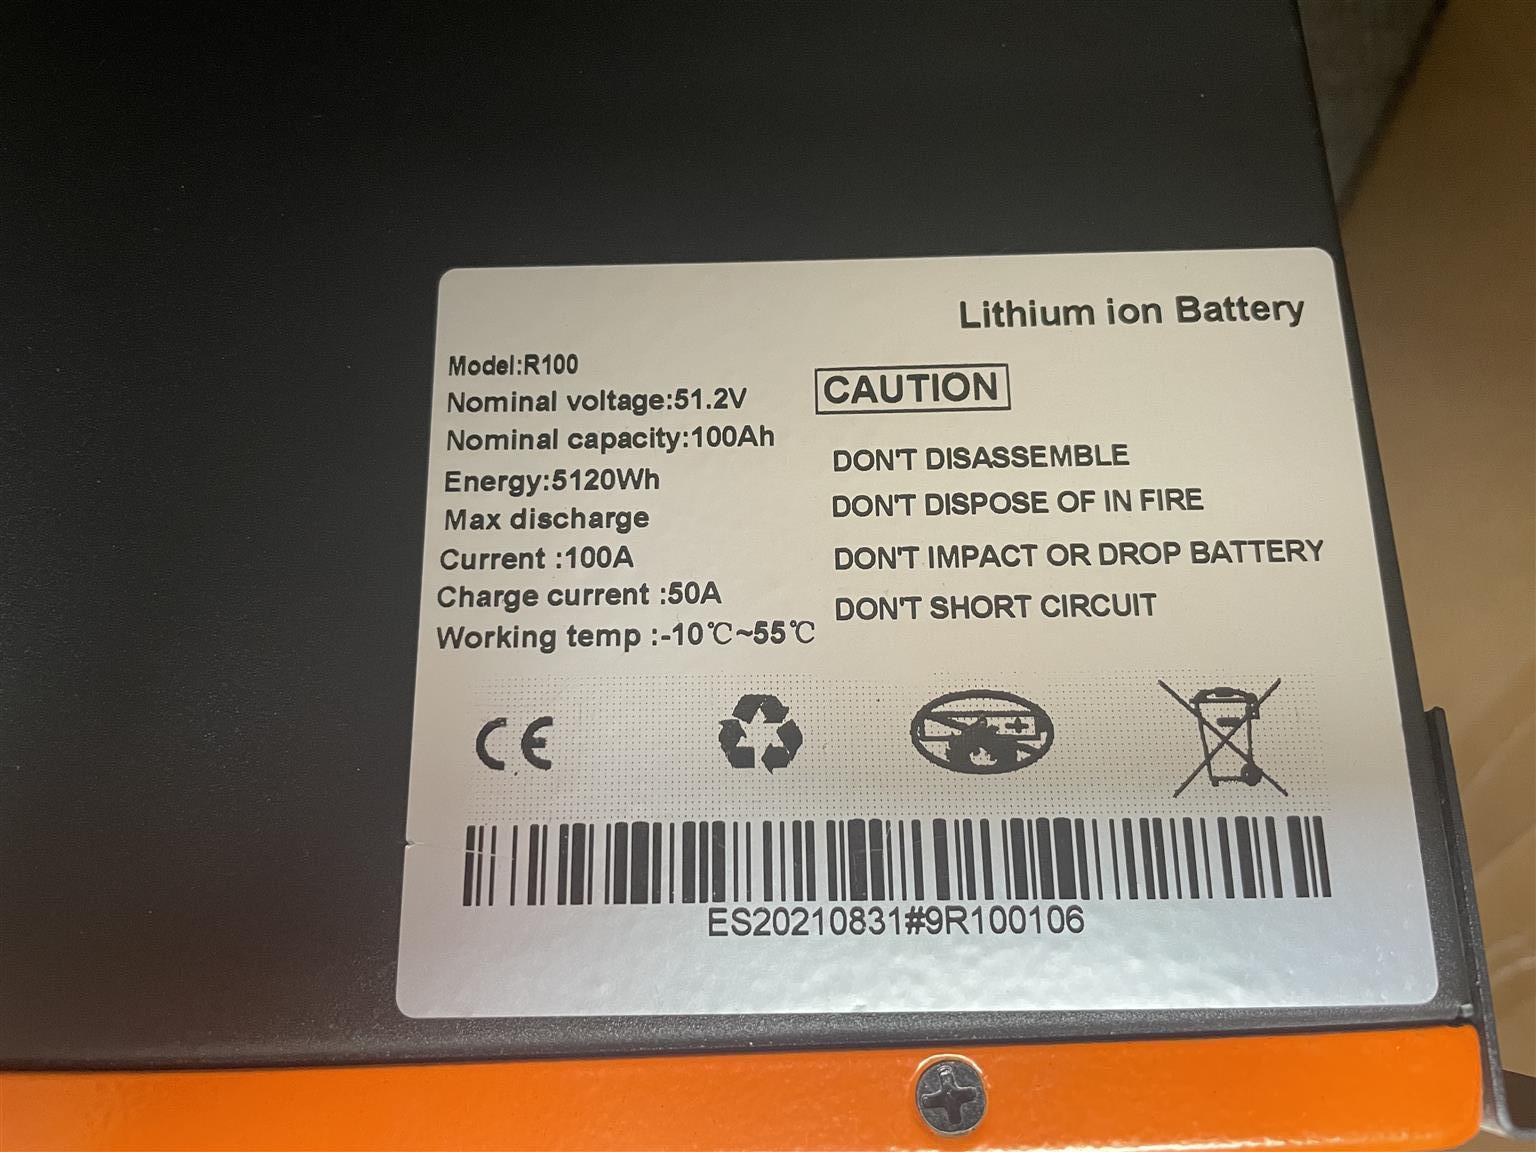 Lithium ion Battery
Model:R100
Nominal voltage:51.2V
Nominal capacity:100Ah
Energy:5120Wh
Max discharge
Current :100A
Charge current :50A
Working temp :-10℃~55℃
CAUTION
DON'T DISASSEMBLE
DON'T DISPOSE OF IN FIRE
DON'T IMPACT OR DROP BATTERY
DON'T SHORT CIRCUIT
CE
ES20210831#9R100106